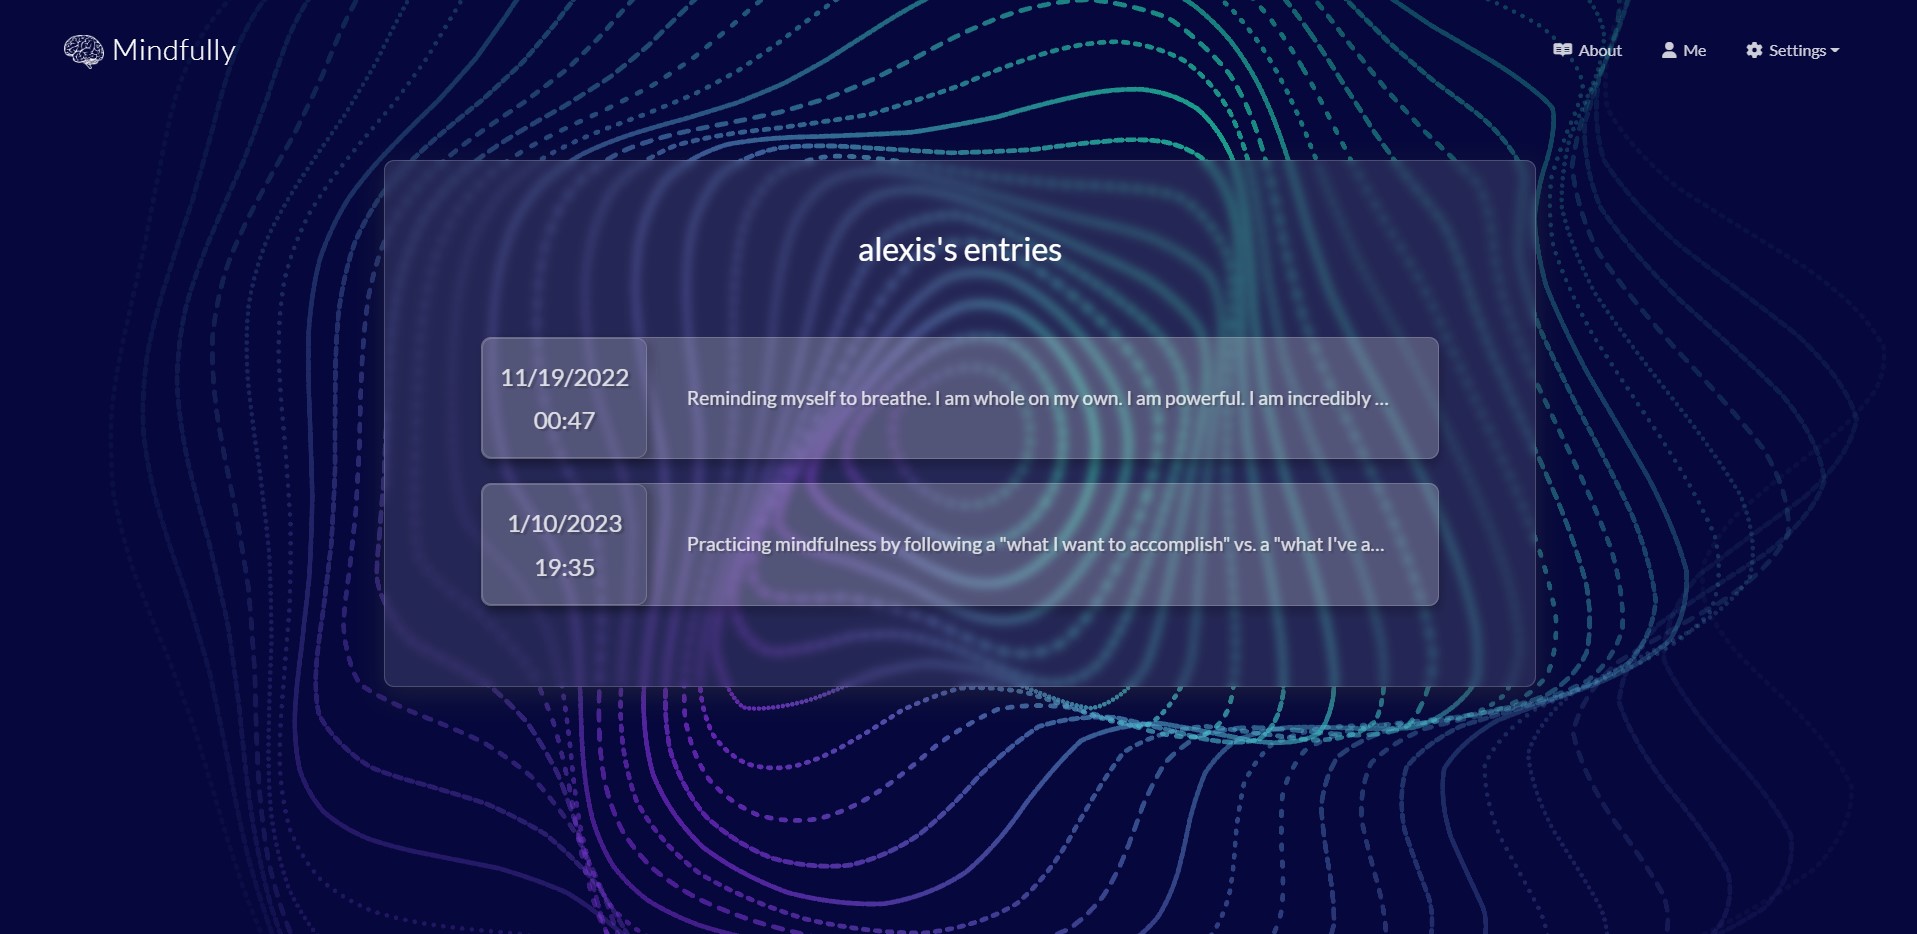 Mindfully
About
Me
Settings
alexis's entries
11/19/2022
00:47
Reminding myself to breathe. I am whole on my own. I am powerful. I am incredibly ...
1/10/2023
19:35
Practicing mindfulness by following a "what I want to accomplish" vs. a "what I've a...